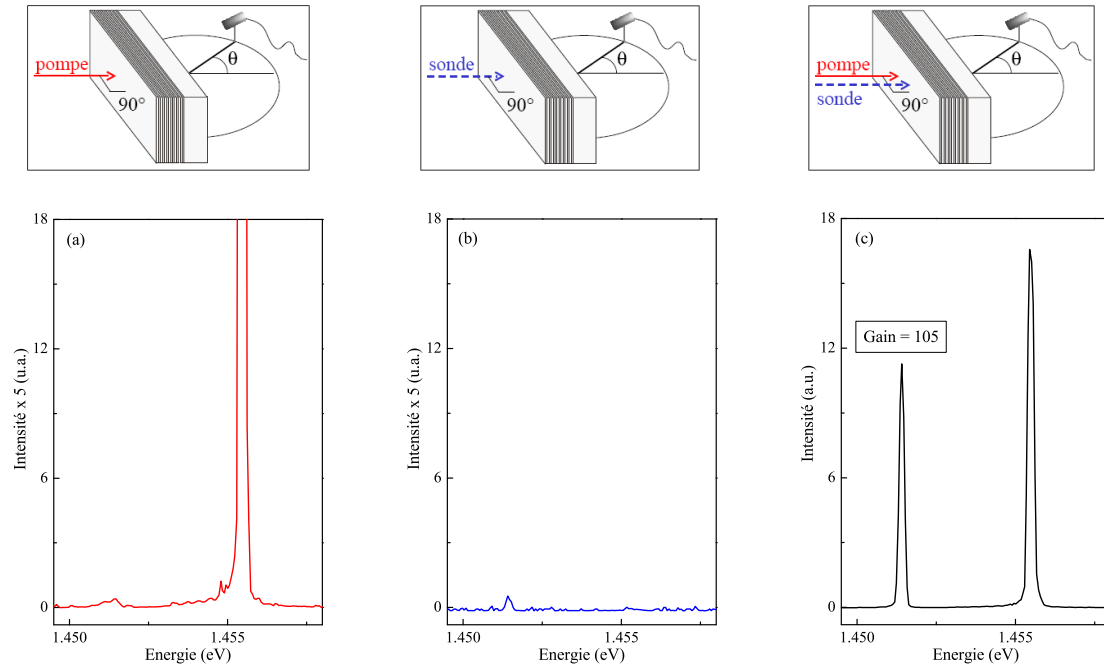 pompe
90°
θ
sonde
90°
θ
pompe
sonde
90°
θ
(a)
18
12
6
0
Intensité x 5 (u.a.)
1.450
1.455
Energie (eV)
(b)
18
12
6
0
Intensité x 5 (u.a.)
1.450
1.455
Energie (eV)
(c)
Gain = 105
18
12
6
0
Intensité (a.u.)
1.450
1.455
Energie (eV)